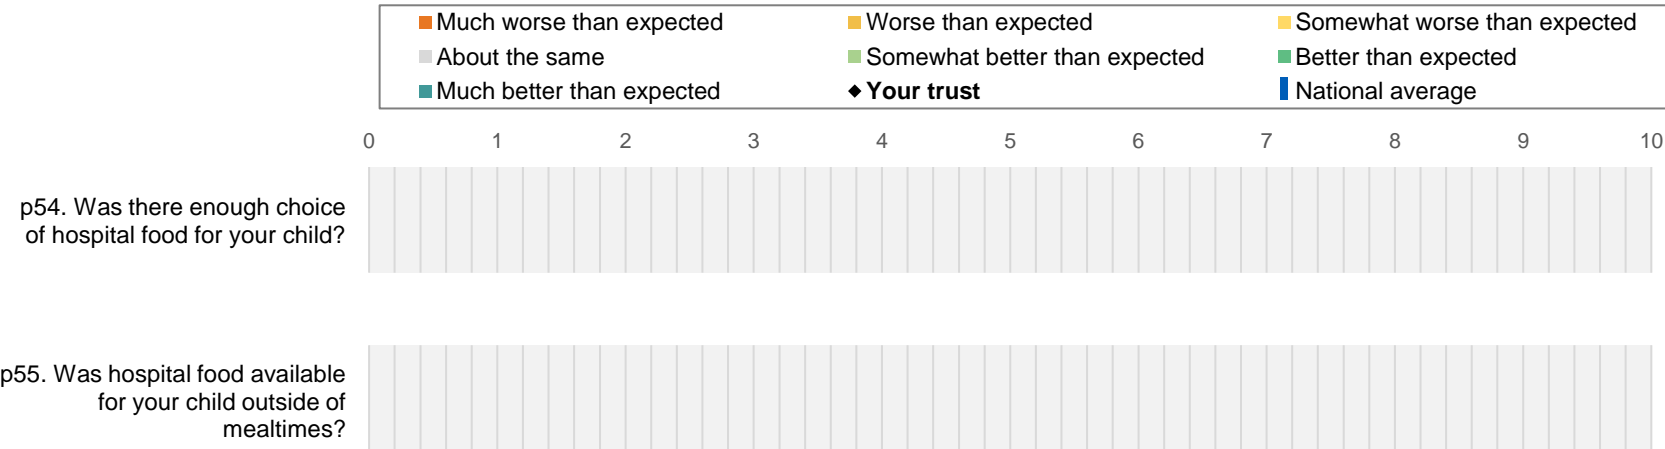 Much worse than expected Worse than expected Somewhat worse than expected
About the same Somewhat better than expected Better than expected
Much better than expected Your trust National average
0 1 2 3 4 5 6 7 8 9 10
p54. Was there enough choice
of hospital food for your child?
p55. Was hospital food available
for your child outside of
mealtimes?